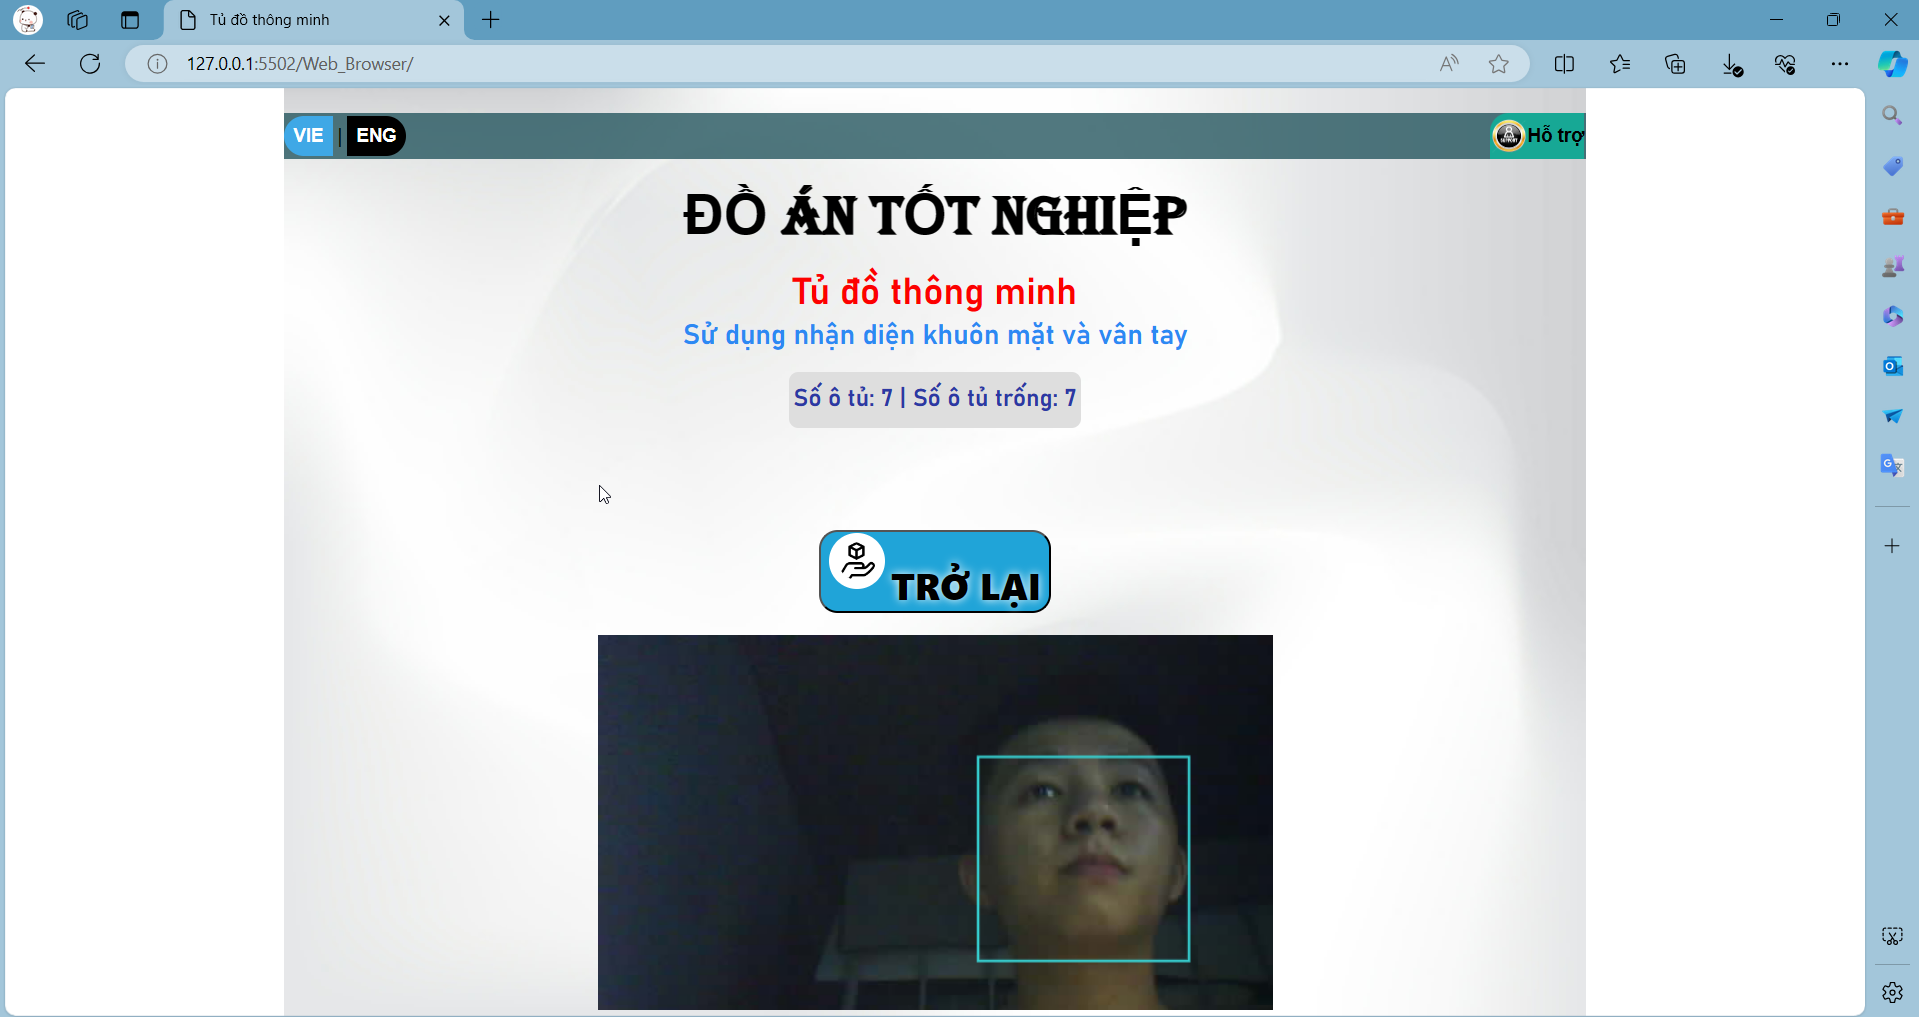 Tủ đồ thông minh
127.0.0.1:5502/Web_Browser/
VIE | ENG
SUPPORT
Hỗ trợ
ĐỒ ÁN TỐT NGHIỆP
Tủ đồ thông minh
Sử dụng nhận diện khuôn mặt và vân tay
Số ô tủ: 7 | Số ô tủ trống: 7
TRỞ LẠI